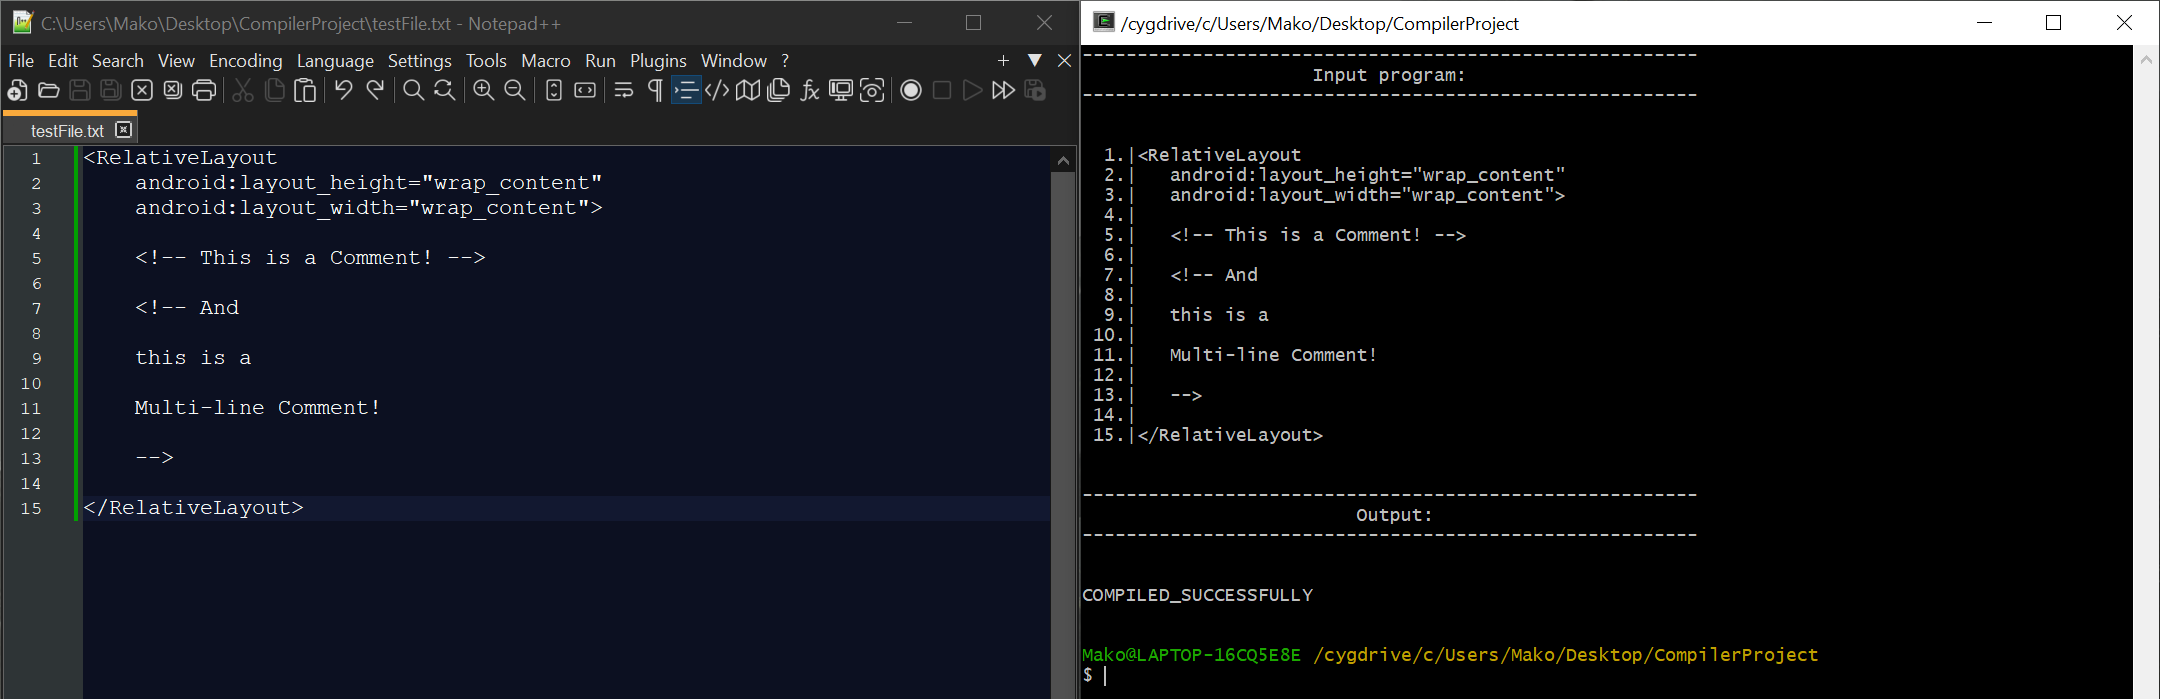 C:\Users\Mako\Desktop\CompilerProject\testFile.txt - Notepad++
File Edit Search View Encoding Language Settings Tools Macro Run Plugins Window ?
testFile.txt
1 <RelativeLayout
2     android:layout_height="wrap_content"
3     android:layout_width="wrap_content">
4
5     <!-- This is a Comment! -->
6
7     <!-- And
8
9     this is a
10
11     Multi-line Comment!
12
13     -->
14
15 </RelativeLayout>
/cygdrive/c/Users/Mako/Desktop/CompilerProject
--------------------------------------------------------
Input program:
--------------------------------------------------------
1.|<RelativeLayout
2.|   android:layout_height="wrap_content"
3.|   android:layout_width="wrap_content">
4.|
5.|   <!-- This is a Comment! -->
6.|
7.|   <!-- And
8.|
9.|   this is a
10.|
11.|   Multi-line Comment!
12.|
13.|   -->
14.|
15.|</RelativeLayout>
--------------------------------------------------------
Output:
--------------------------------------------------------
COMPILED_SUCCESSFULLY
Mako@LAPTOP-16CQ5E8E /cygdrive/c/Users/Mako/Desktop/CompilerProject
$